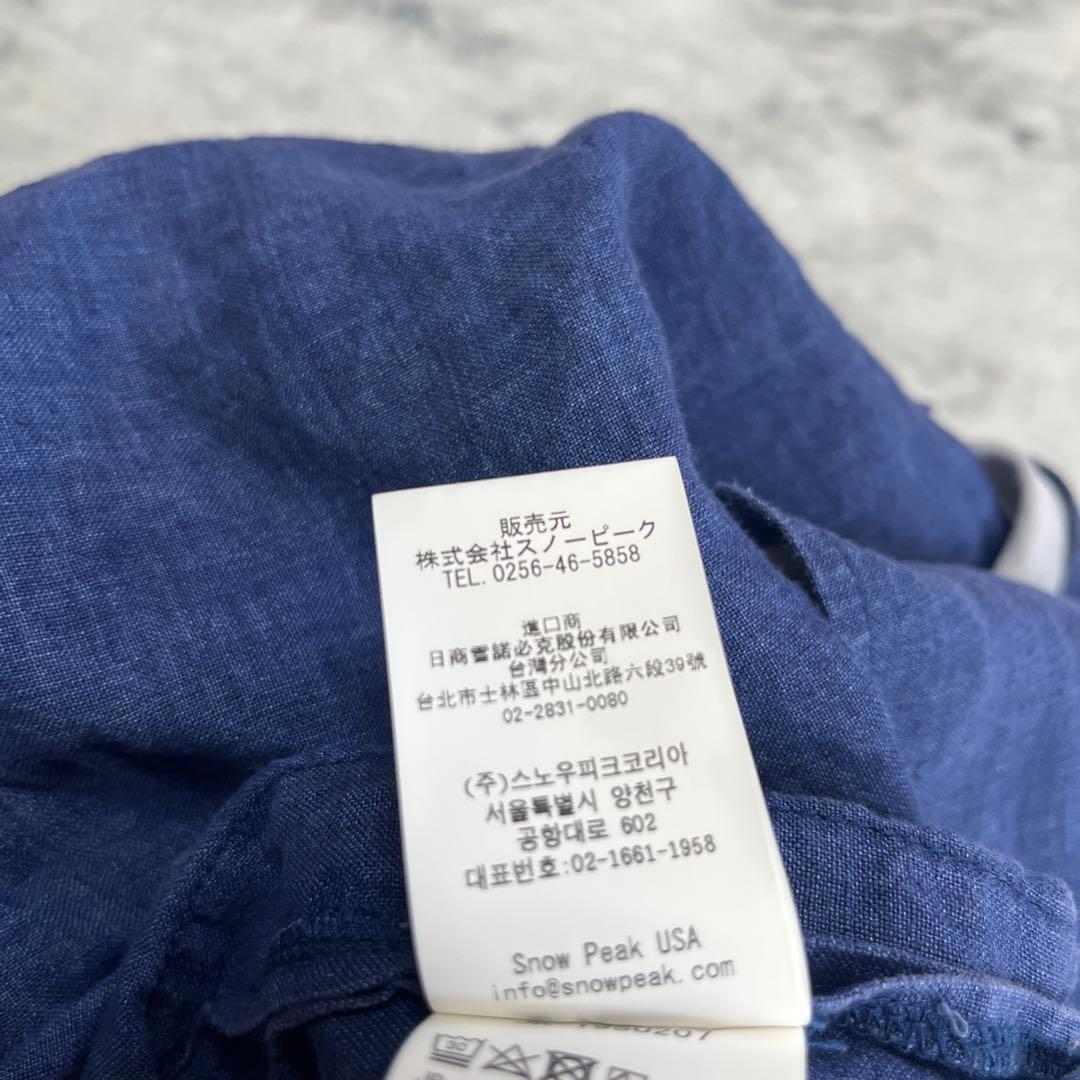 販売元
株式会社スノーピーク
TEL. 0256-46-5858
進口商
日商雪諾必克股份有限公司
台灣分公司
台北市士林區中山北路六段39號
02-2831-0080
(주)스노우피크코리아
서울특별시 양천구
공항대로 602
대표번호:02-1661-1958
Snow Peak USA
info@snowpeak.com